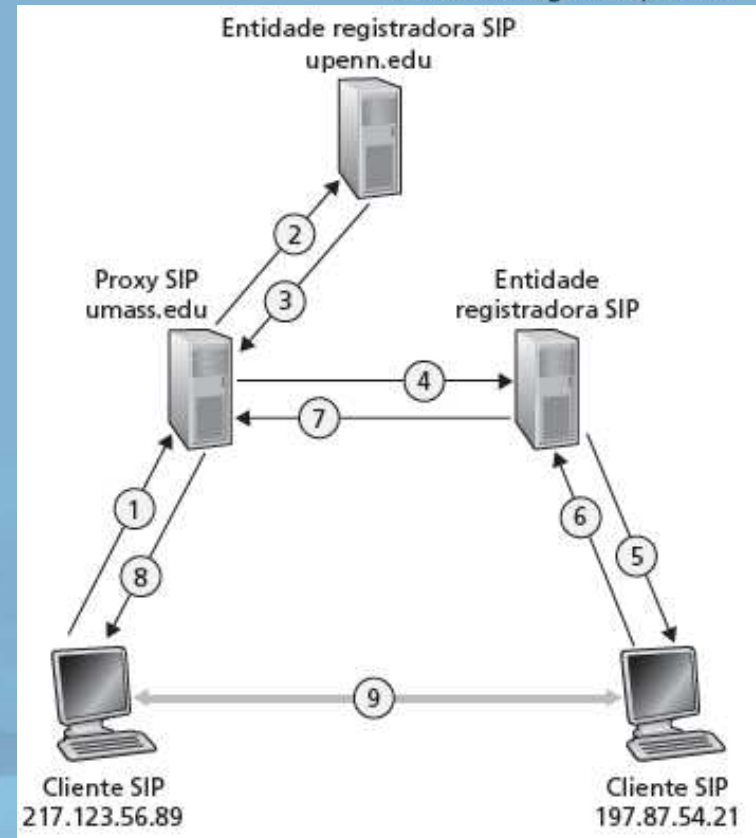 Entidade registradora SIP
upenn.edu
2
3
Proxy SIP
umass.edu
Entidade
registradora SIP
4
7
1
8
6
5
9
Cliente SIP
217.123.56.89
Cliente SIP
197.87.54.21